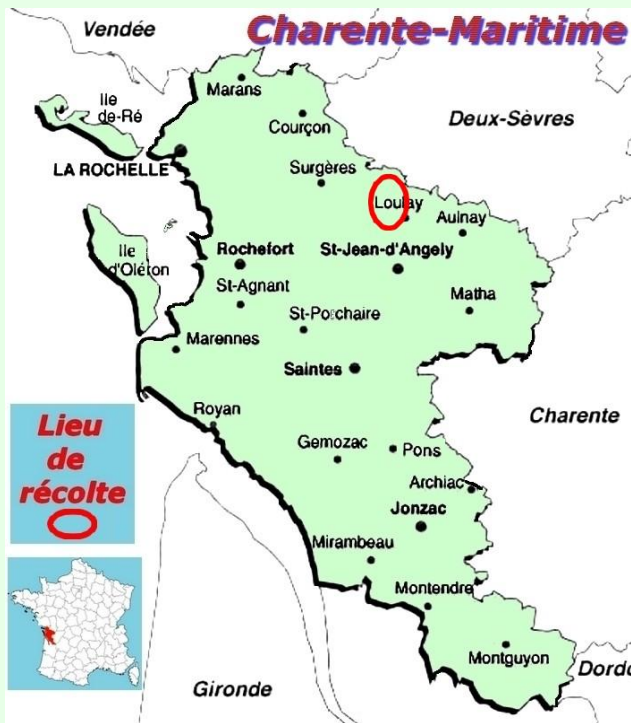 Charente-Maritime
Vendée
Marans
Ile
de-Ré
Courçon
Deux-Sèvres
LA ROCHELLE
Surgères
Loulay
Aulnay
Ile
d'Oléron
Rochefort
St-Jean-d'Angely
St-Agnant
Matha
St-Porchaire
Marennes
Saintes
Royan
Charente
Lieu
de
récolte
Gemozac
Pons
Archiac
Jonzac
Mirambeau
Montendre
Montguyon
Gironde
Dordo